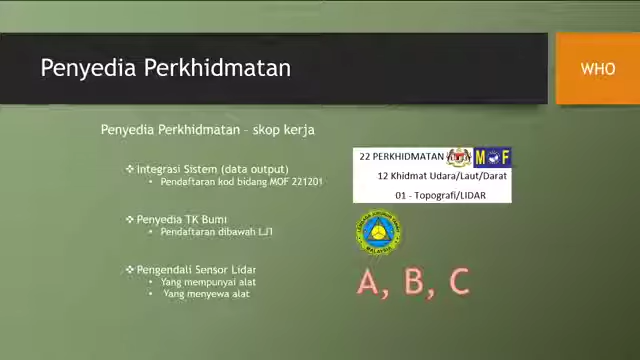 Penyedia Perkhidmatan
WHO
Penyedia Perkhidmatan – skop kerja
❖ Integrasi Sistem (data output)
• Pendaftaran kod bidang MOF 221201
22 PERKHIDMATAN
MOF
12 Khidmat Udara/Laut/Darat
01 - Topografi/LIDAR
❖ Penyedia TK Bumi
• Pendaftaran dibawah LJT
MALAYSIA
❖ Pengendali Sensor Lidar
• Yang mempunyai alat
• Yang menyewa alat
A, B, C